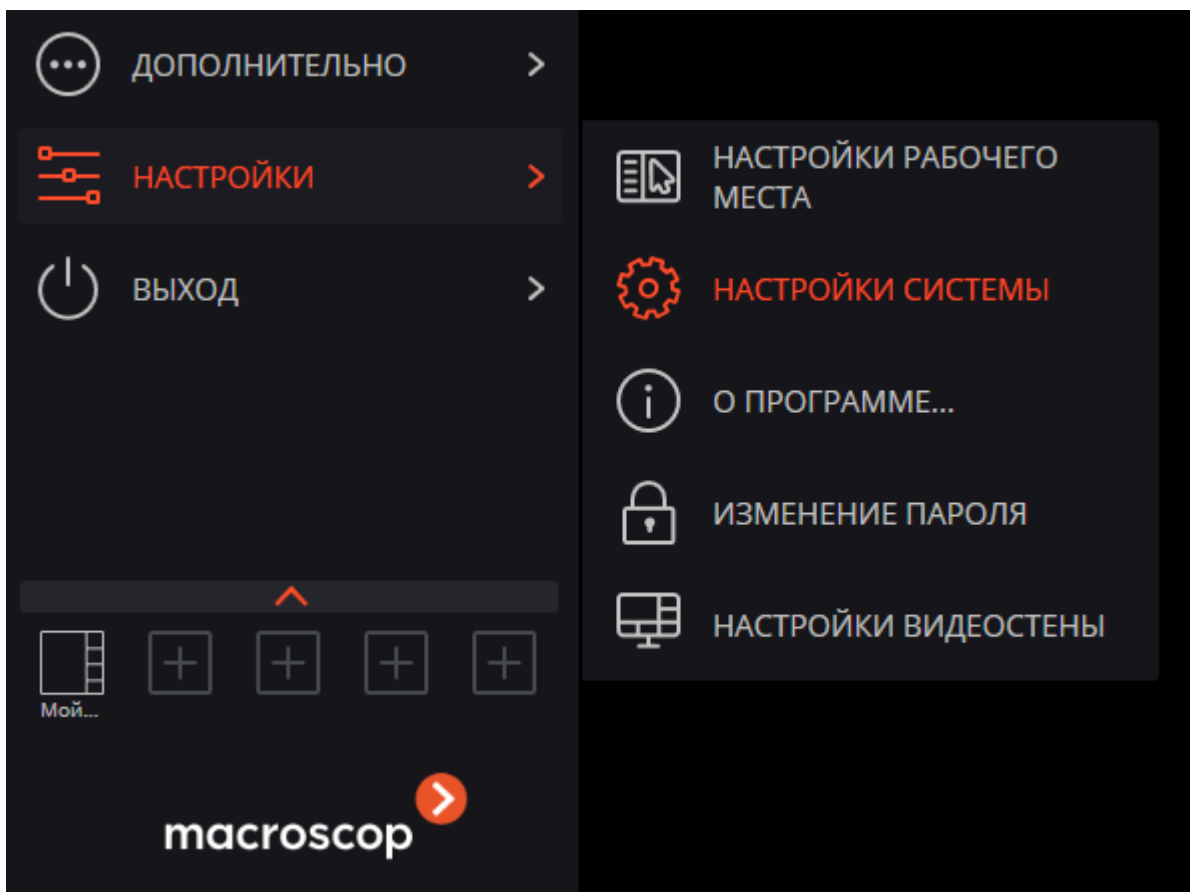 ДОПОЛНИТЕЛЬНО
НАСТРОЙКИ
ВЫХОД
НАСТРОЙКИ РАБОЧЕГО
МЕСТА
НАСТРОЙКИ СИСТЕМЫ
О ПРОГРАММЕ...
ИЗМЕНЕНИЕ ПАРОЛЯ
НАСТРОЙКИ ВИДЕОСТЕНЫ
Мой...
macroscop